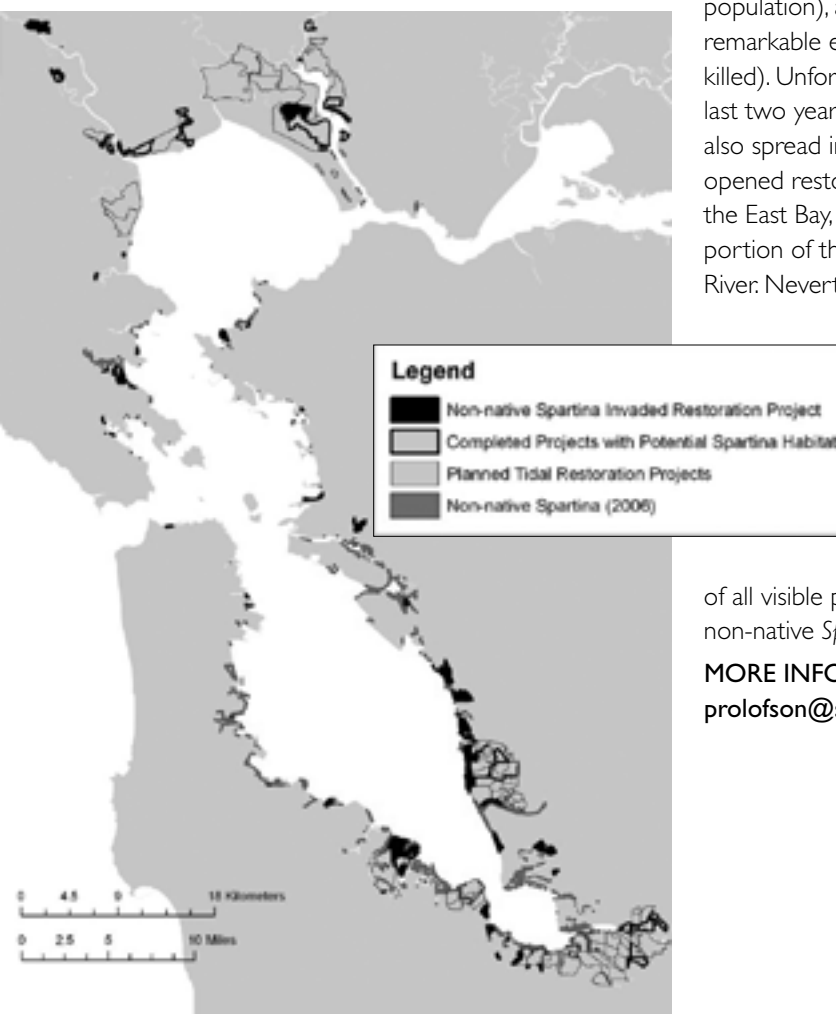 population), a
remarkable e
killed). Unfor
last two year
also spread in
opened resto
the East Bay,
portion of th
River. Nevert
Legend
Non-native Spartina Invaded Restoration Project
Completed Projects with Potential Spartina Habitat
Planned Tidal Restoration Projects
Non-native Spartina (2006)
of all visible p
non-native Sp
MORE INFO
prolofson@s
0 4.5 9 18 Kilometers
0 2.5 5 10 Miles